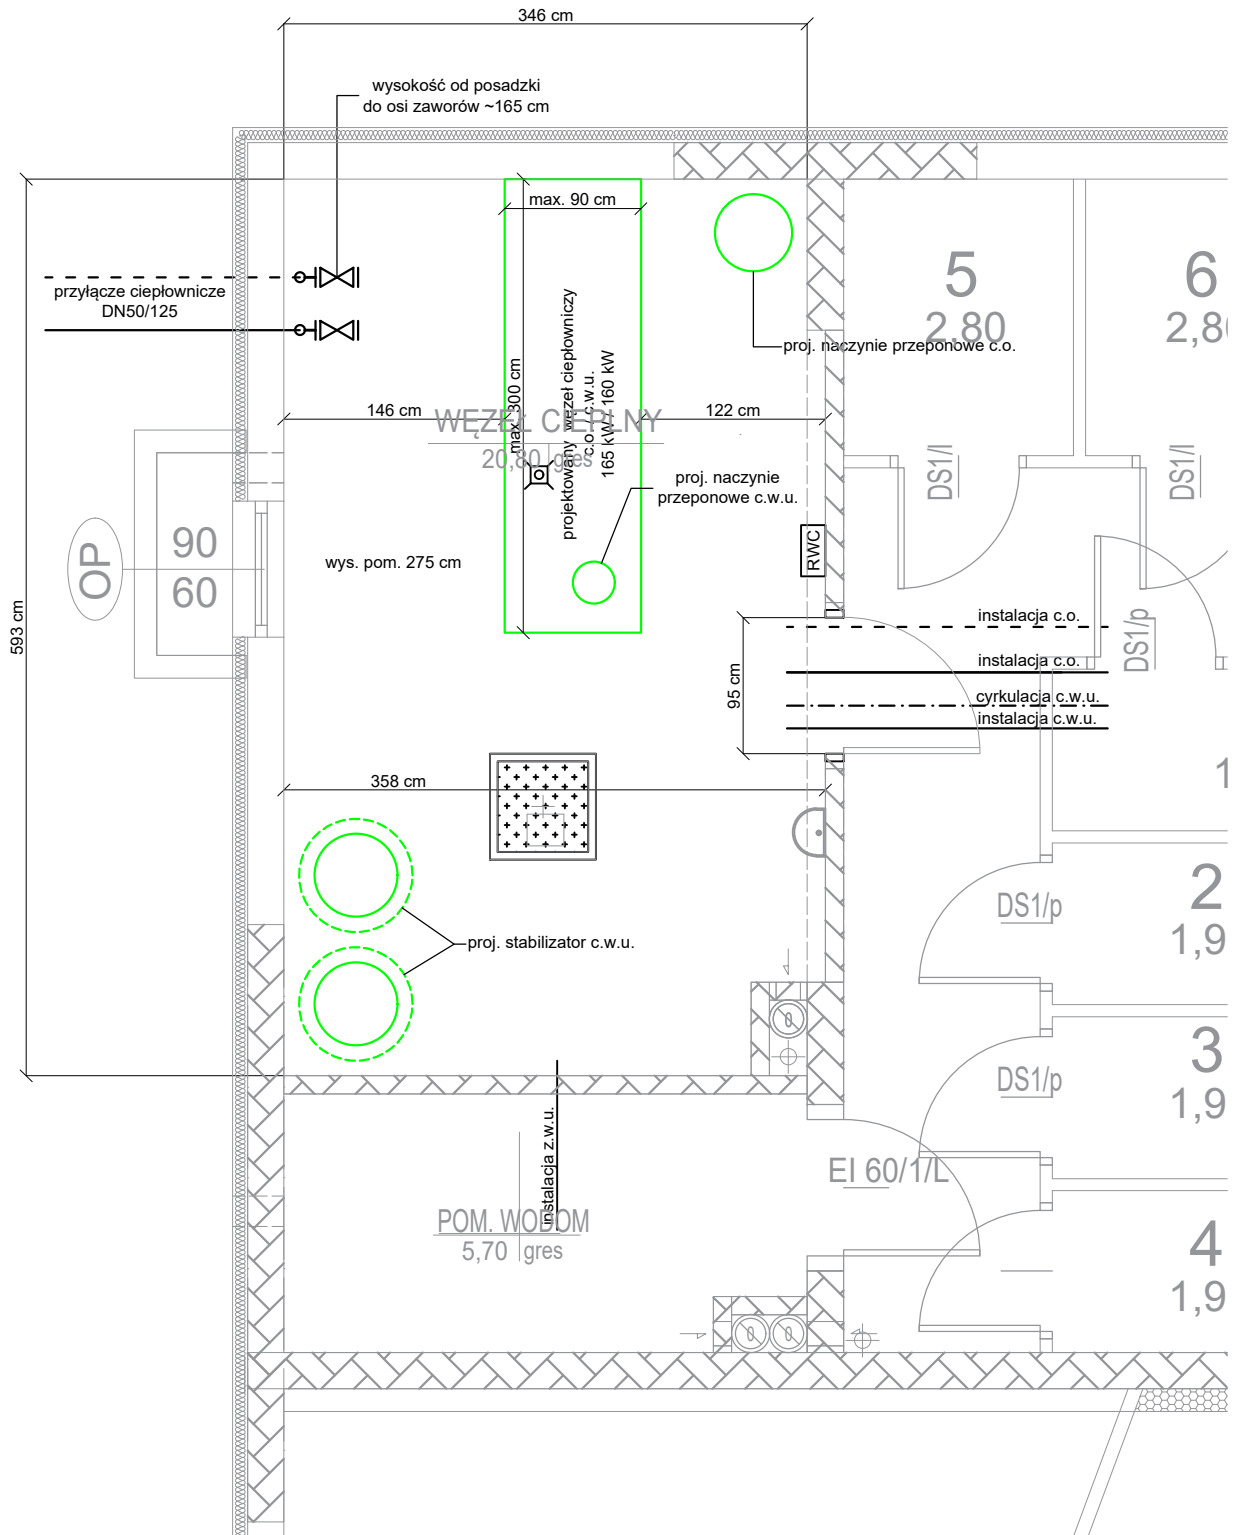 346 cm
wysokość od posadzki
do osi zaworów ~165 cm
max. 90 cm
przyłącze ciepłownicze
DN50/125
5
2,80
6
2,80
proj. naczynie przeponowe c.o.
max. 300 cm
projektowany węzeł ciepłowniczy
c.o./ c.w.u.
165 kW / 160 kW
146 cm
122 cm
WĘZEŁ CIEPLNY
20,80 gres
DS1/l
DS1/l
proj. naczynie
przeponowe c.w.u.
OP
90
60
wys. pom. 275 cm
RWC
593 cm
95 cm
instalacja c.o.
instalacja c.o.
cyrkulacja c.w.u.
instalacja c.w.u.
DS1/p
358 cm
1
DS1/p
2
1,9
proj. stabilizator c.w.u.
DS1/p
3
1,9
instalacja z.w.u.
EI 60/1/L
POM. WODOM
5,70 gres
4
1,9